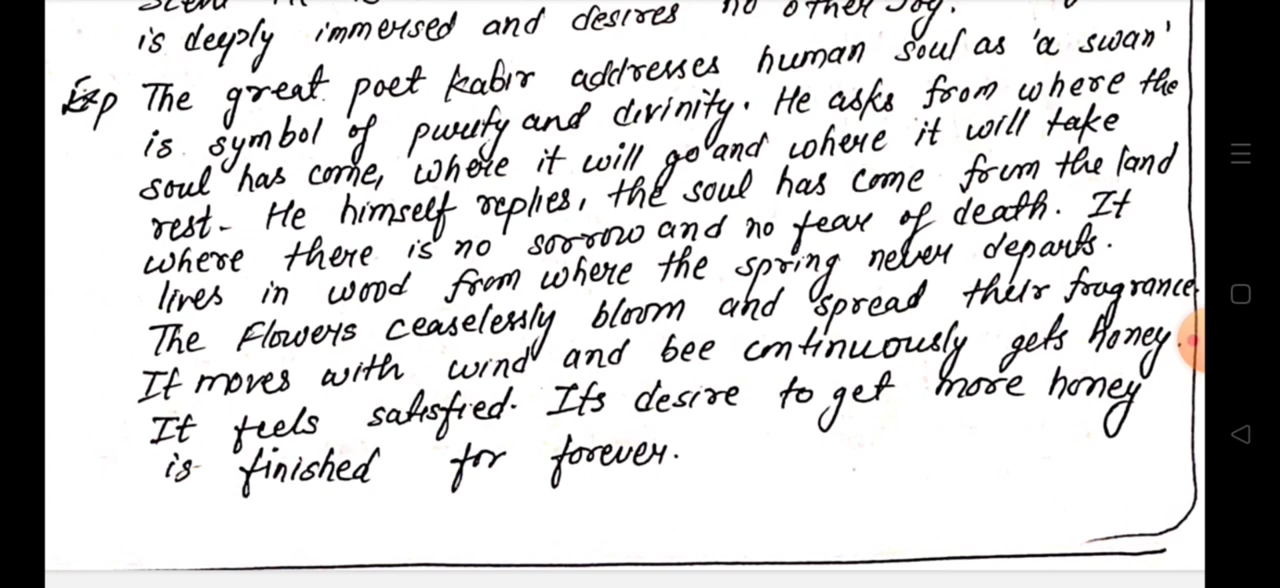 is deeply immersed and desires no other Joy.
Exp The great poet Kabir addresses human soul as 'a swan'
is symbol of purity and divinity. He asks from where the
soul has come, where it will go and where it will take
rest. He himself replies, the soul has come from the land
where there is no sorrow and no fear of death. It
lives in wood from where the spring never departs.
The Flowers ceaselessly bloom and spread their fragrance.
It moves with wind and bee continuously gets honey.
It feels satisfied. Its desire to get more honey
is finished for forever.